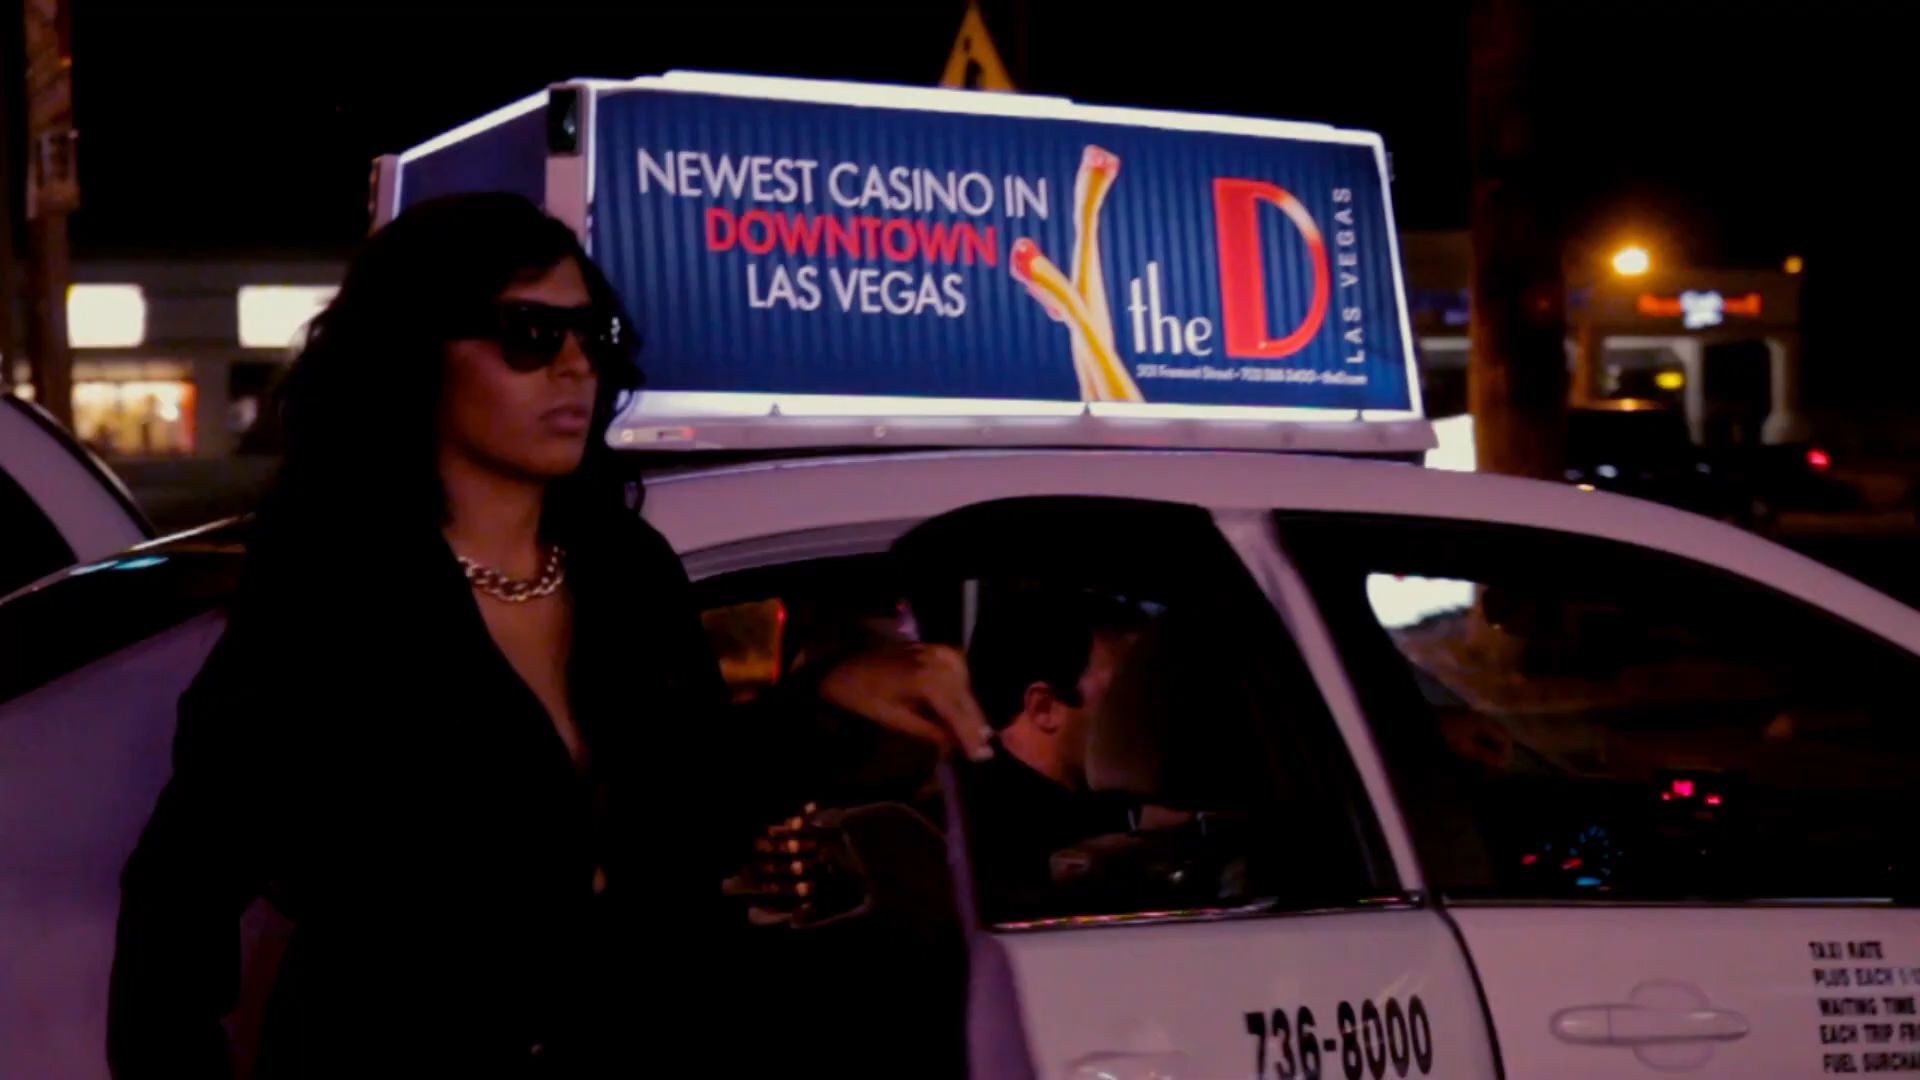 NEWEST CASINO IN
DOWNTOWN
LAS VEGAS
the D
LAS VEGAS
736-8000
TAXI RATE
PLUS EACH
WAITING TIME
EACH TRIP
FUEL